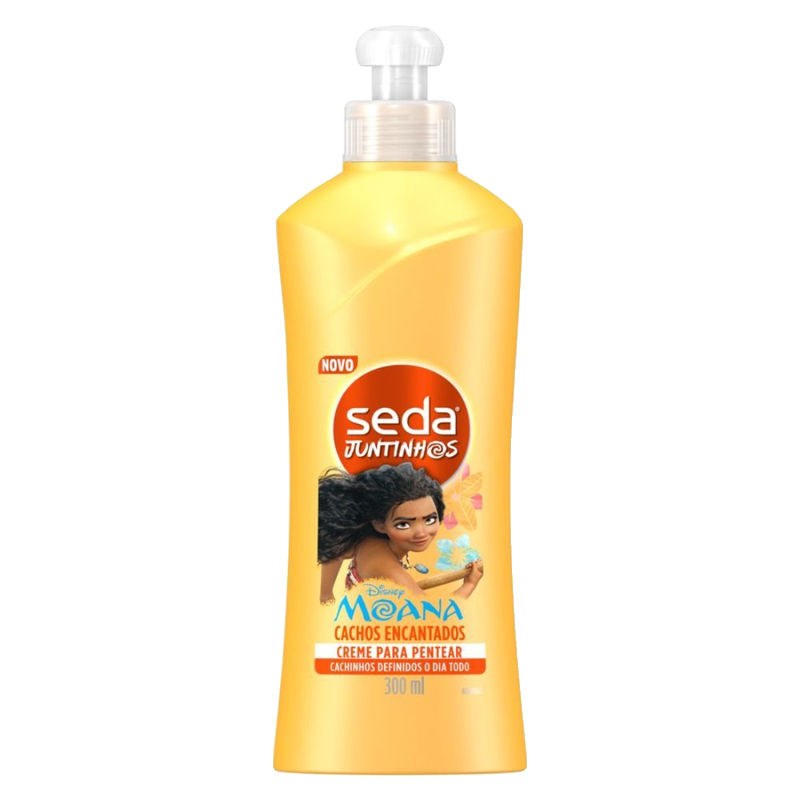 NOVO
seda
JUNTINHOS
Disney
MOANA
CACHOS ENCANTADOS
CREME PARA PENTEAR
CACHINHOS DEFINIDOS O DIA TODO
300 ml